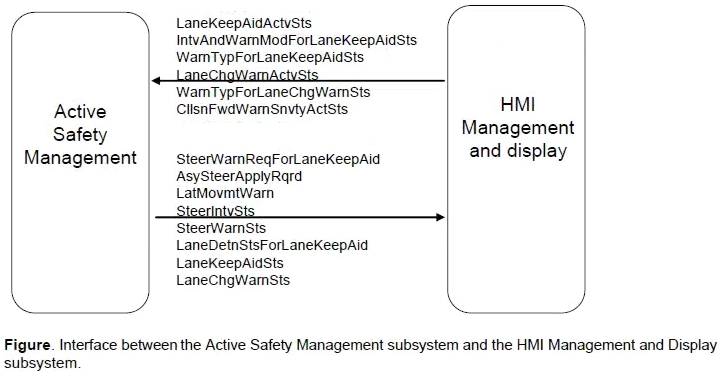 LaneKeepAidActvSts
IntvAndWarnModForLaneKeepAidSts
WarnTypForLaneKeepAidSts
LaneChgWarnActvSts
WarnTypForLaneChgWarnSts
CllsnFwdWarnSnvtyActSts
Active
Safety
Management
HMI
Management
and display
SteerWarnReqForLaneKeepAid
AsySteerApplyRqrd
LatMovmtWarn
SteerIntvSts
SteerWarnSts
LaneDetnStsForLaneKeepAid
LaneKeepAidSts
LaneChgWarnSts
Figure. Interface between the Active Safety Management subsystem and the HMI Management and Display
subsystem.